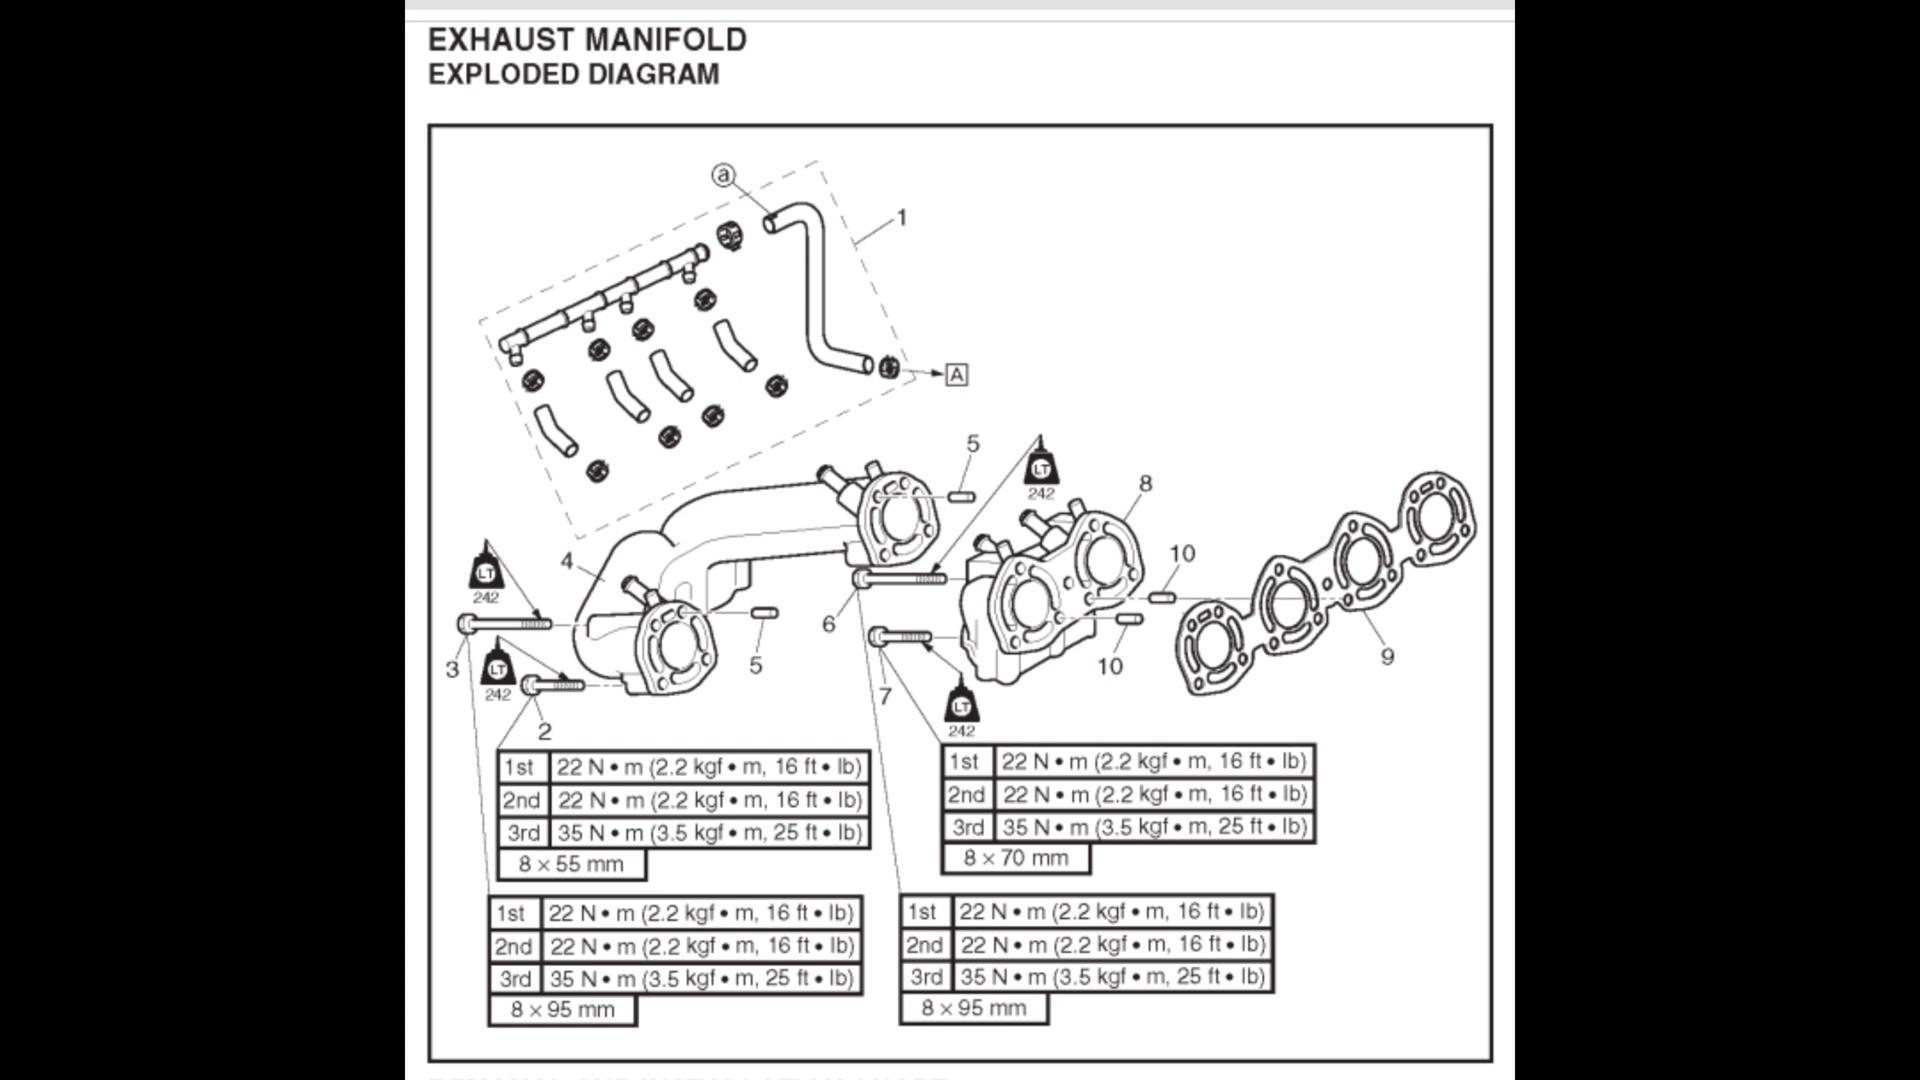 EXHAUST MANIFOLD
EXPLODED DIAGRAM
a
1
A
5
LT
242
8
4
LT
242
10
6
3
LT
242
5
10
9
7
2
LT
242
1st 22 N•m (2.2 kgf•m, 16 ft•lb)
2nd 22 N•m (2.2 kgf•m, 16 ft•lb)
3rd 35 N•m (3.5 kgf•m, 25 ft•lb)
8 × 55 mm
1st 22 N•m (2.2 kgf•m, 16 ft•lb)
2nd 22 N•m (2.2 kgf•m, 16 ft•lb)
3rd 35 N•m (3.5 kgf•m, 25 ft•lb)
8 × 70 mm
1st 22 N•m (2.2 kgf•m, 16 ft•lb)
2nd 22 N•m (2.2 kgf•m, 16 ft•lb)
3rd 35 N•m (3.5 kgf•m, 25 ft•lb)
8 × 95 mm
1st 22 N•m (2.2 kgf•m, 16 ft•lb)
2nd 22 N•m (2.2 kgf•m, 16 ft•lb)
3rd 35 N•m (3.5 kgf•m, 25 ft•lb)
8 × 95 mm